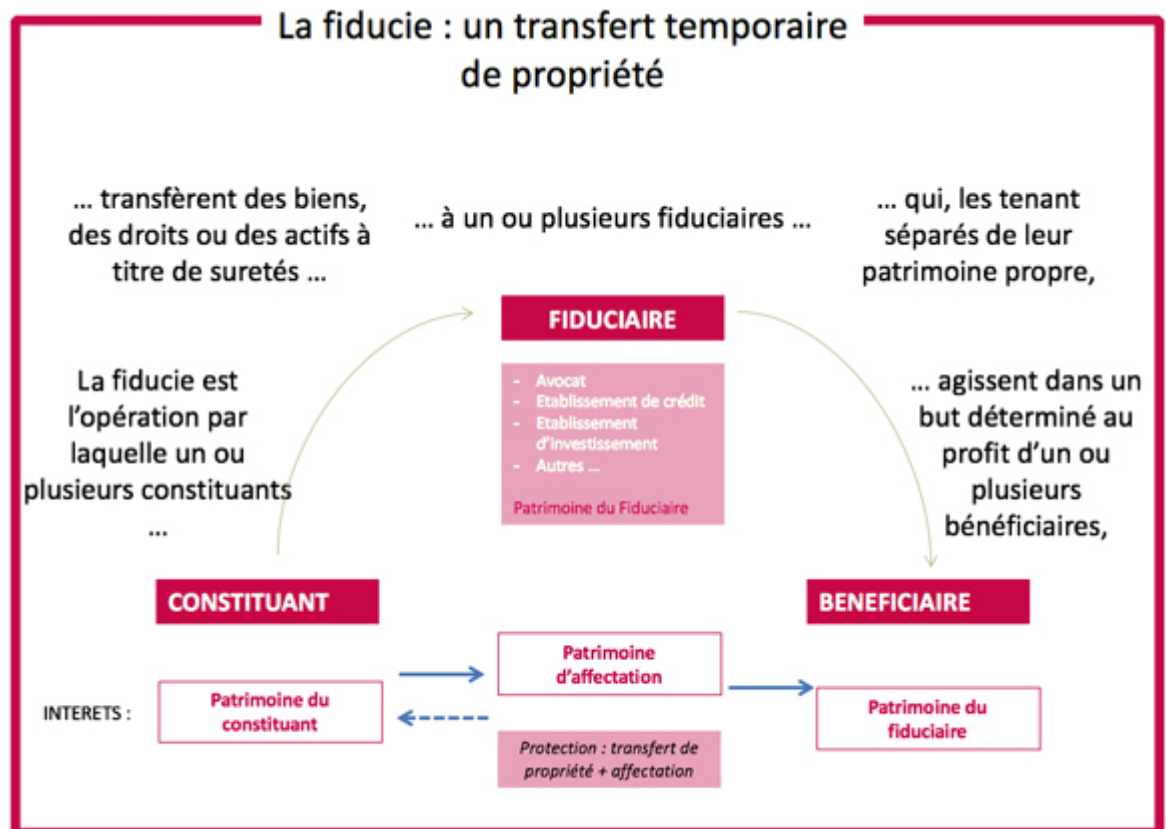 La fiducie : un transfert temporaire
de propriété
... transfèrent des biens,
des droits ou des actifs à
titre de suretés ...
... à un ou plusieurs fiduciaires ...
... qui, les tenant
séparés de leur
patrimoine propre,
FIDUCIAIRE
- Avocat
- Etablissement de crédit
- Etablissement
d'investissement
- Autres ...
Patrimoine du Fiduciaire
La fiducie est
l'opération par
laquelle un ou
plusieurs constituants
...
... agissent dans un
but déterminé au
profit d'un ou
plusieurs
bénéficiaires,
CONSTITUANT
BENEFICIAIRE
INTERETS :
Patrimoine du
constituant
Patrimoine
d'affectation
Patrimoine du
fiduciaire
Protection : transfert de
propriété + affectation